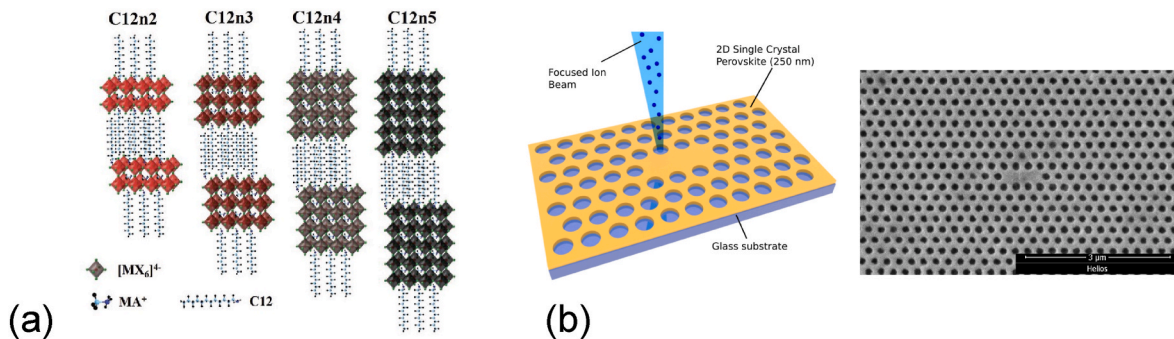 C12n2 C12n3 C12n4 C12n5
[MX₆]⁴⁻
MA⁺ C12
(a)
Focused Ion
Beam
2D Single Crystal
Perovskite (250 nm)
Glass substrate
(b)
3 µm
Helios